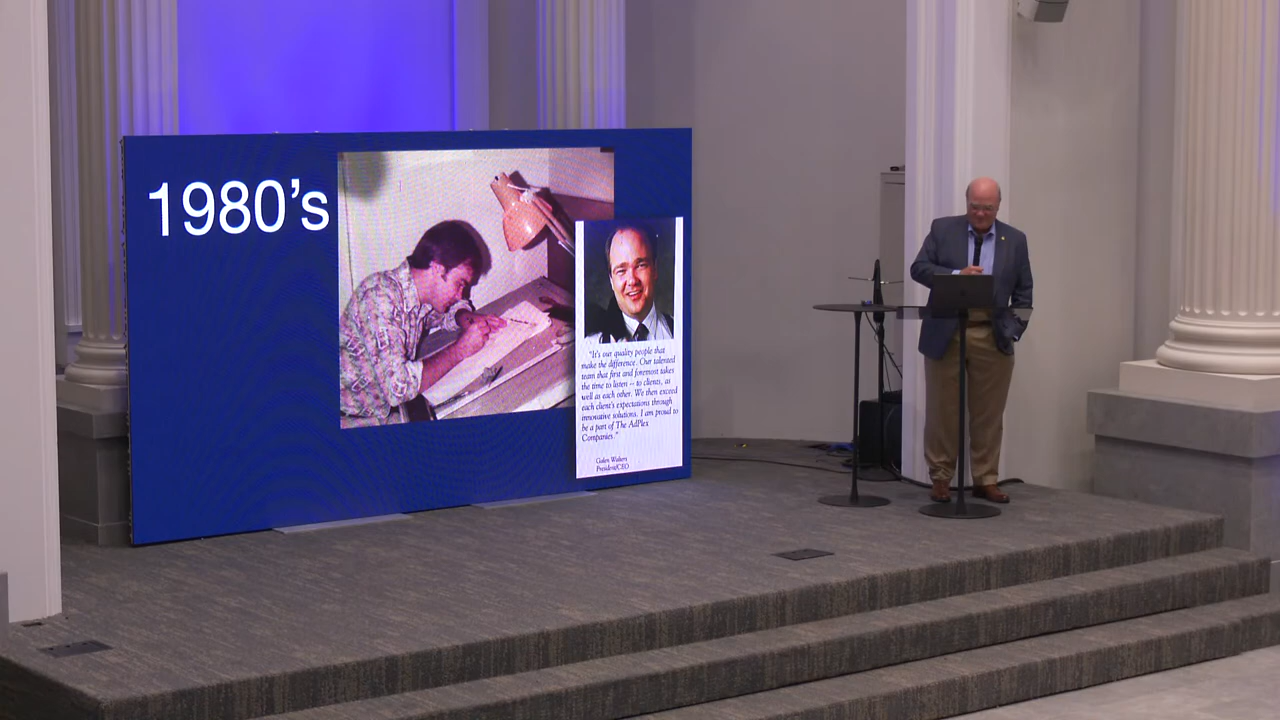 1980's
"It's our quality people that
make the difference. Our talented
team that first and foremost takes
the time to listen -- to clients, as
well as each other. We then exceed
each client's expectations through
innovative solutions. I am proud to
be a part of The AdPlex
Companies."
President/CEO